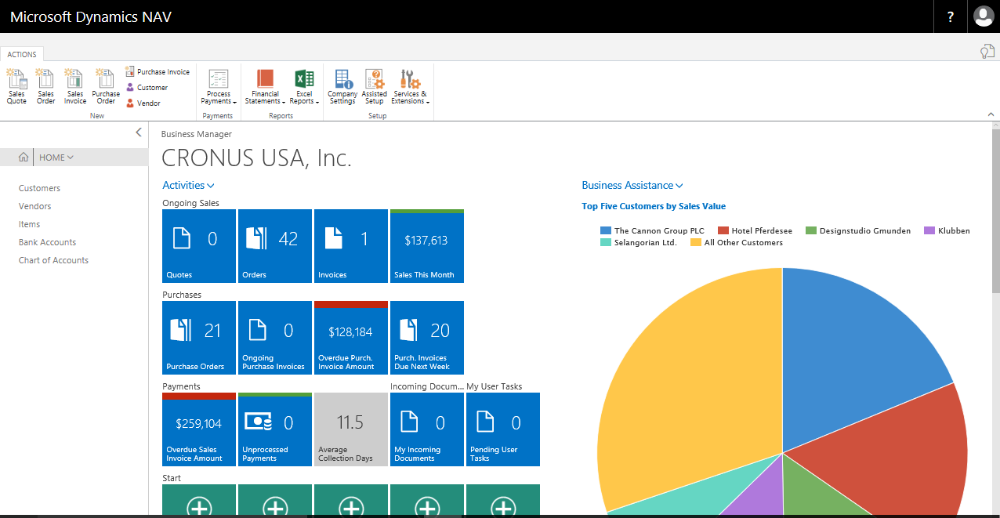 Microsoft Dynamics NAV
?
ACTIONS
Sales Quote
Sales Order
Sales Invoice
Purchase Order
Purchase Invoice
Customer
Vendor
New
Process Payments
Payments
Financial Statements
Excel Reports
Reports
Company Settings
Assisted Setup
Services & Extensions
Setup
HOME
Customers
Vendors
Items
Bank Accounts
Chart of Accounts
Business Manager
CRONUS USA, Inc.
Activities
Ongoing Sales
0
Quotes
42
Orders
1
Invoices
$137,613
Sales This Month
Purchases
21
Purchase Orders
0
Ongoing
Purchase Invoices
$128,184
Overdue Purch.
Invoice Amount
20
Purch. Invoices
Due Next Week
Payments
Incoming Docum...
My User Tasks
$259,104
Overdue Sales
Invoice Amount
0
Unprocessed
Payments
11.5
Average
Collection Days
0
My Incoming
Documents
0
Pending User
Tasks
Start
Business Assistance
Top Five Customers by Sales Value
The Cannon Group PLC
Hotel Pferdesee
Designstudio Gmunden
Klubben
Selangorian Ltd.
All Other Customers